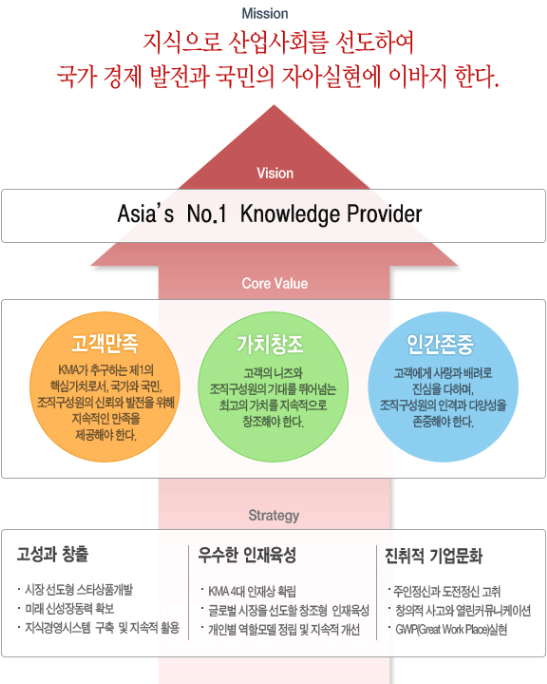 Mission
지식으로 산업사회를 선도하여
국가 경제 발전과 국민의 자아실현에 이바지 한다.
Vision
Asia's No.1 Knowledge Provider
Core Value
고객만족
KMA가 추구하는 제1의
핵심가치로서, 국가와 국민,
조직구성원의 신뢰와 발전을 위해
지속적인 만족을
제공해야 한다.
가치창조
고객의 니즈와
조직구성원의 기대를 뛰어넘는
최고의 가치를 지속적으로
창조해야 한다.
인간존중
고객에게 사랑과 배려로
진심을 다하며,
조직구성원의 인격과 다양성을
존중해야 한다.
Strategy
고성과 창출
· 시장 선도형 스타상품개발
· 미래 신성장동력 확보
· 지식경영시스템 구축 및 지속적 활용
우수한 인재육성
· KMA 4대 인재상 확립
· 글로벌 시장을 선도할 창조형 인재육성
· 개인별 역할모델 정립 및 지속적 개선
진취적 기업문화
· 주인정신과 도전정신 고취
· 창의적 사고와 열린커뮤니케이션
· GWP(Great Work Place)실현